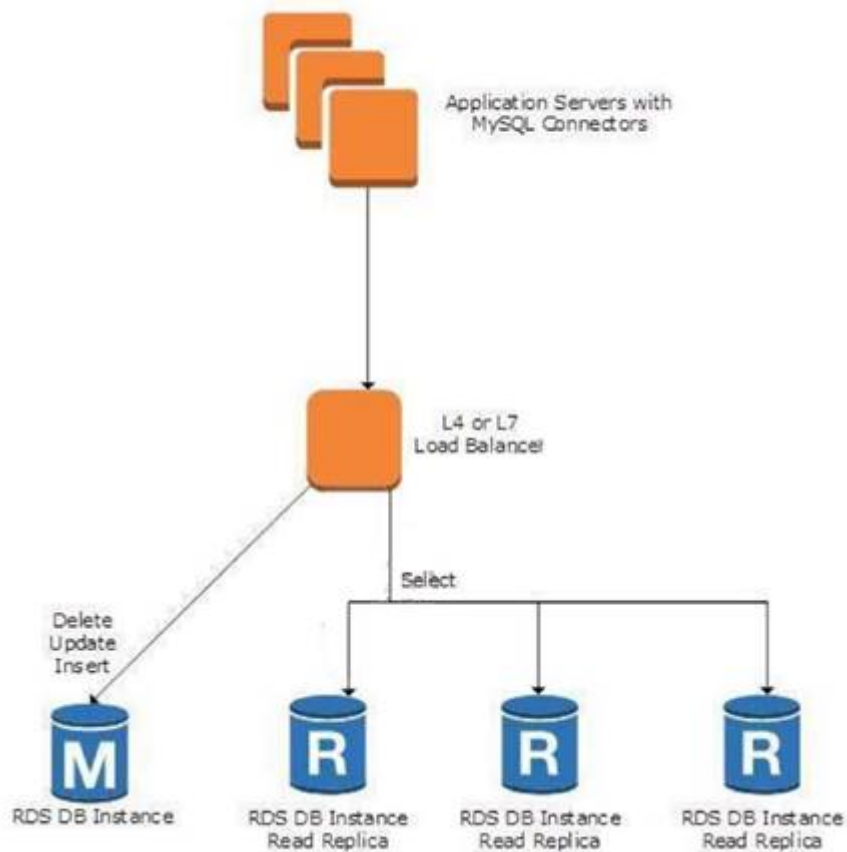 Application Servers with
MySQL Connectors
L4 or L7
Load Balancer
Select
Delete
Update
Insert
M
R
R
R
RDS DB Instance
RDS DB Instance
Read Replica
RDS DB Instance
Read Replica
RDS DB Instance
Read Replica